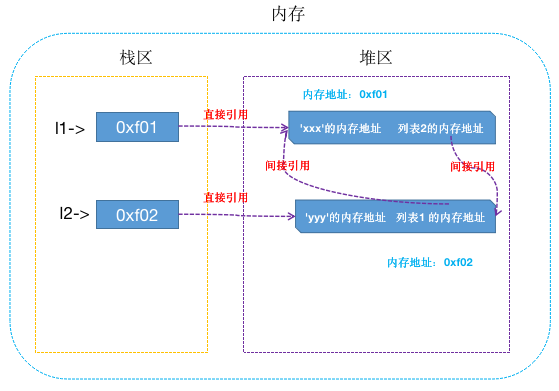 内存
栈区
堆区
内存地址：0xf01
l1->
0xf01
直接引用
'xxx'的内存地址 列表2的内存地址
间接引用
间接引用
直接引用
l2->
0xf02
'yyy'的内存地址 列表1 的内存地址
内存地址：0xf02